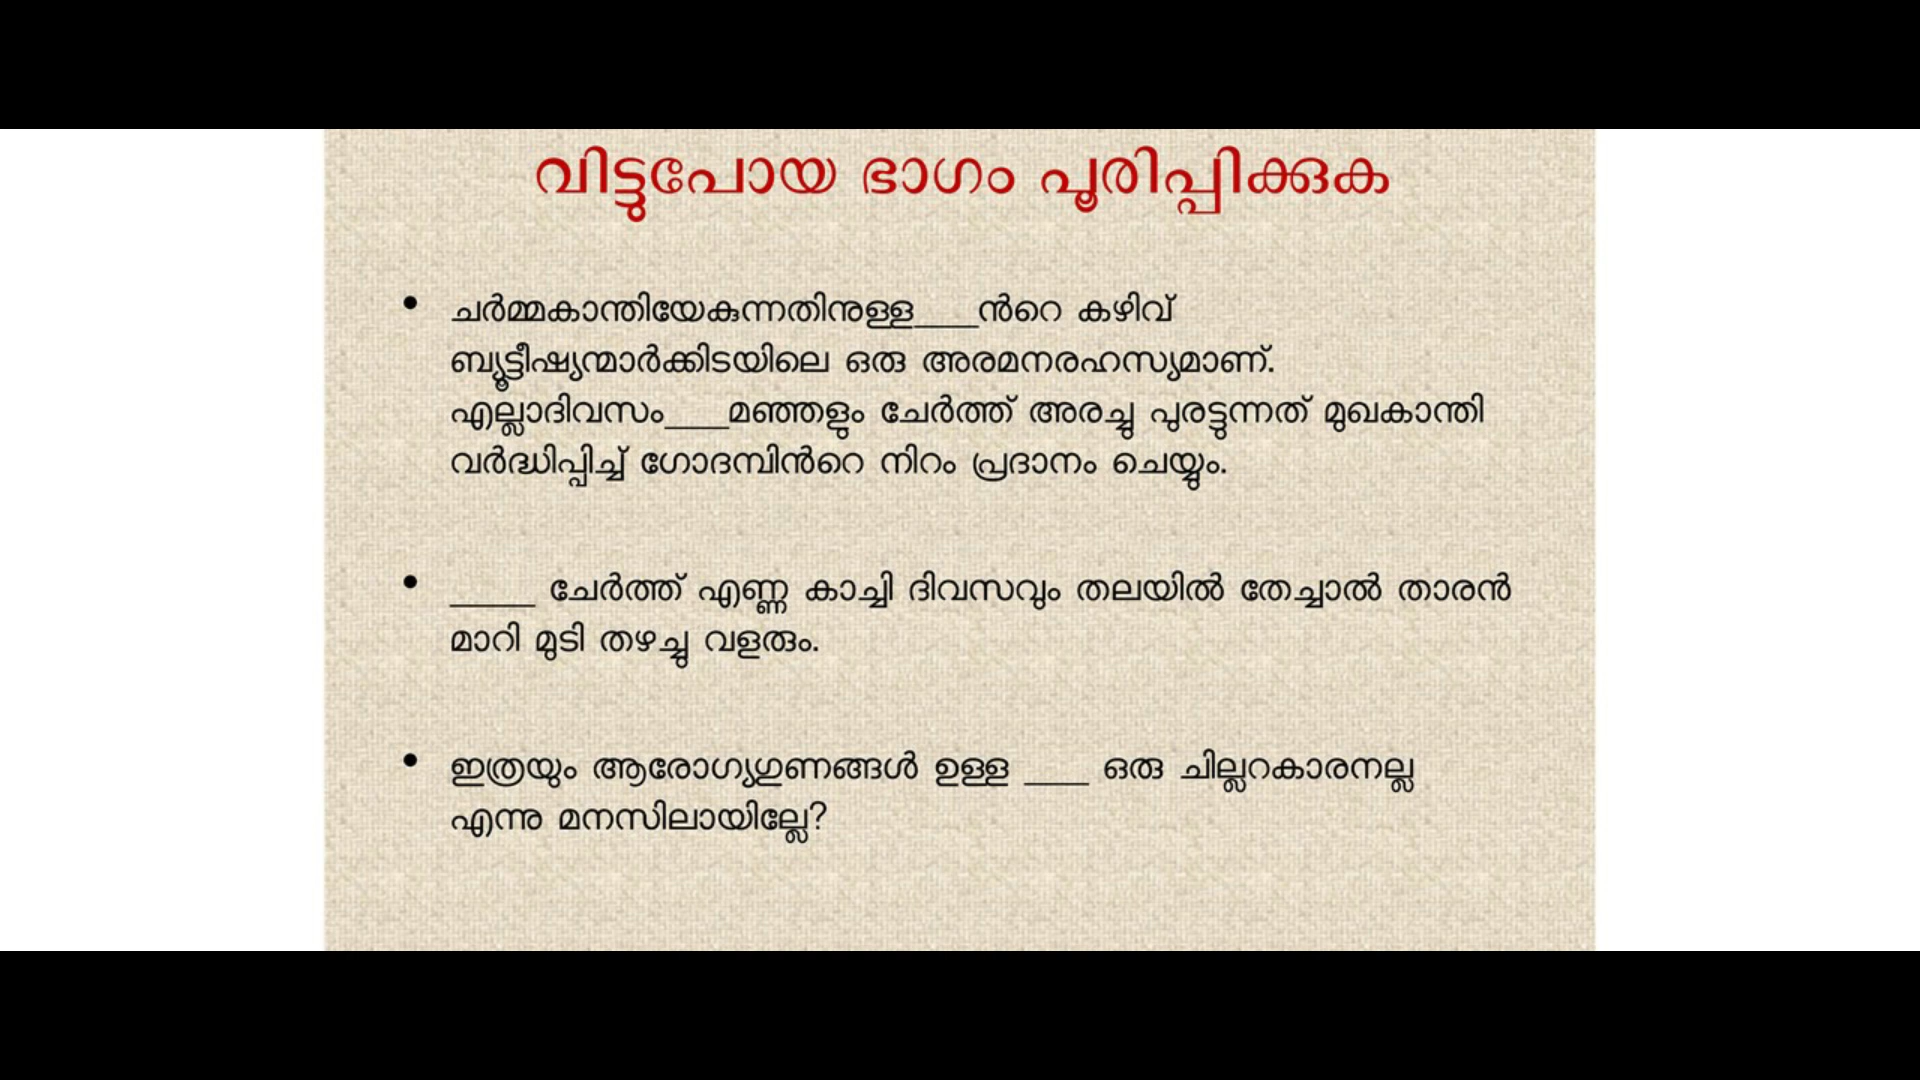 വിട്ടുപോയ ഭാഗം പൂരിപ്പിക്കുക
• ചർമ്മകാന്തിയേകുന്നതിനുള്ള____ൻറെ കഴിവ്
ബ്യൂട്ടീഷ്യന്മാർക്കിടയിലെ ഒരു അരമനരഹസ്യമാണ്.
എല്ലാദിവസം____മഞ്ഞളും ചേർത്ത് അരച്ചു പുരട്ടുന്നത് മുഖകാന്തി
വർദ്ധിപ്പിച്ച് ഗോദമ്പിൻറെ നിറം പ്രദാനം ചെയ്യും.
• _____ ചേർത്ത് എണ്ണ കാച്ചി ദിവസവും തലയിൽ തേച്ചാൽ താരൻ
മാറി മുടി തഴച്ചു വളരും.
• ഇത്രയും ആരോഗ്യഗുണങ്ങൾ ഉള്ള ____ ഒരു ചില്ലറകാരനല്ല
എന്നു മനസിലായില്ലേ?